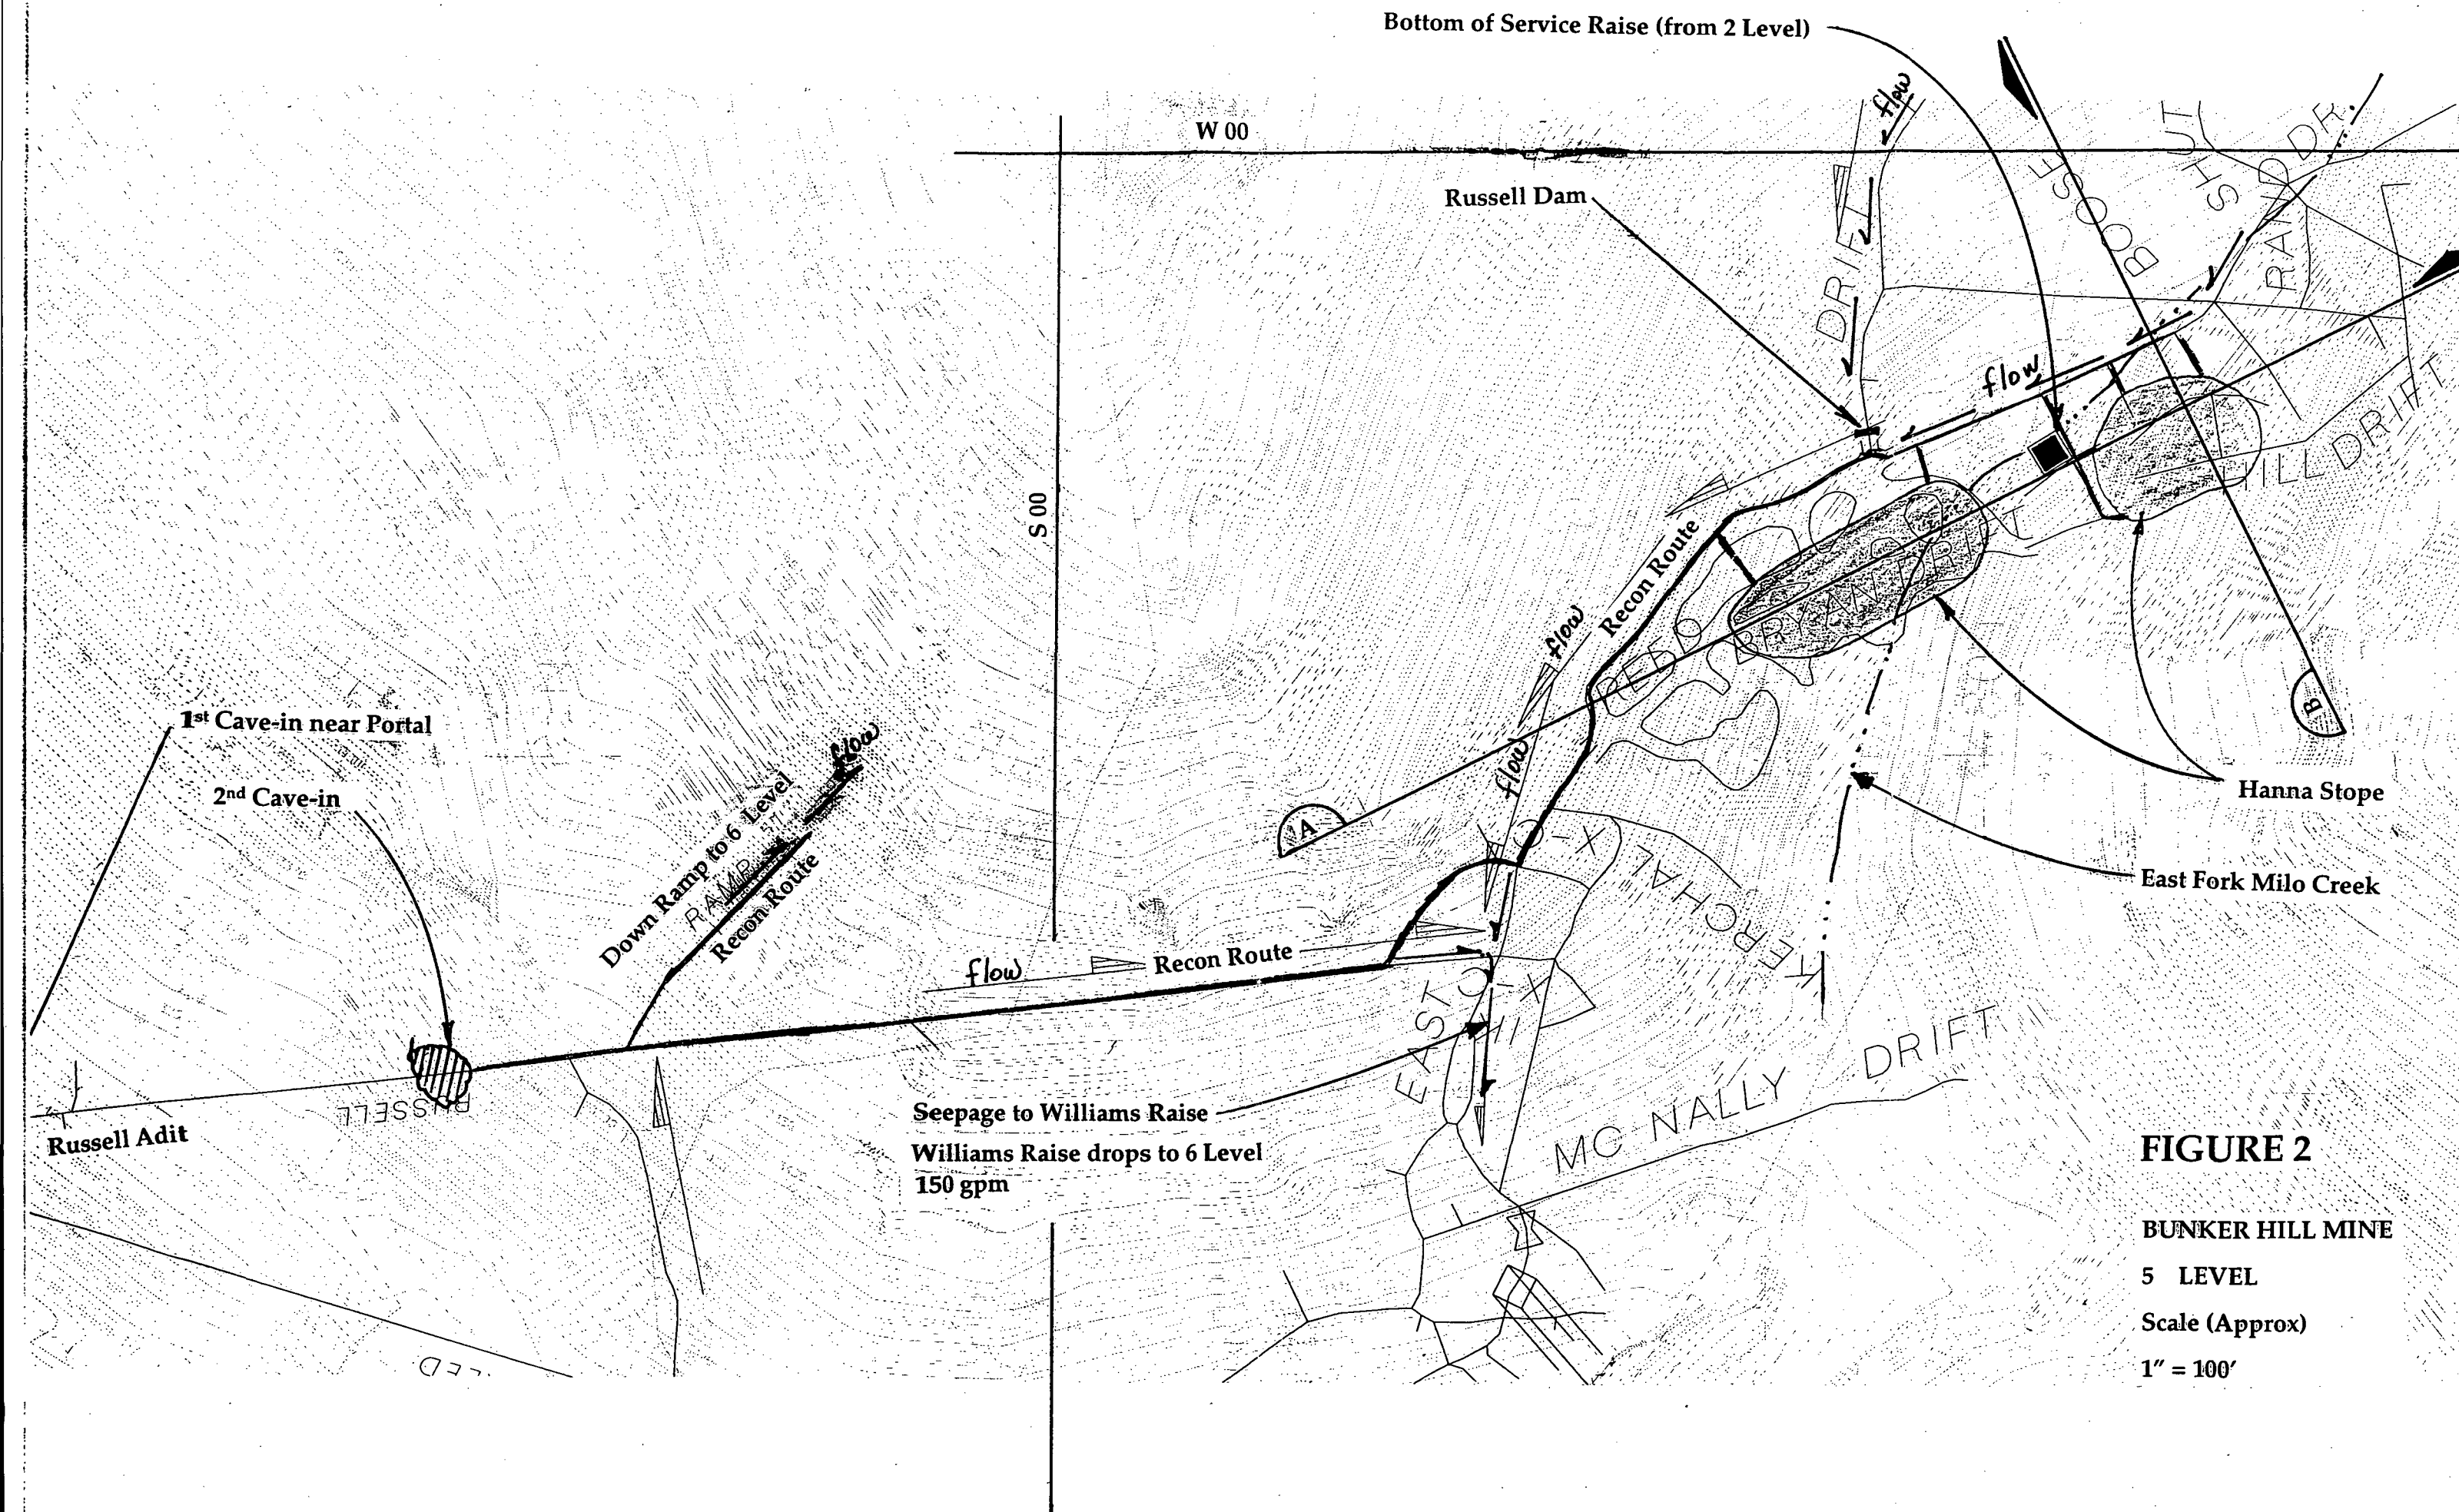 Bottom of Service Raise (from 2 Level)
flow
W 00
Russell Dam
DRIFT
LOOSE
SHUT
RAND DR
flow
HILL DRIFT
S 00
Recon Route
flow
BRYAN DRIFT
1st Cave-in near Portal
2nd Cave-in
flow
Down Ramp to 6 Level
RAMP
Recon Route
flow
A
B
Hanna Stope
East Fork Milo Creek
X-C
KERCHAL
flow
Recon Route
EAST
X
RUSSELL
Russell Adit
Seepage to Williams Raise
Williams Raise drops to 6 Level
150 gpm
MC NALLY DRIFT
FIGURE 2
BUNKER HILL MINE
5 LEVEL
Scale (Approx)
1" = 100'